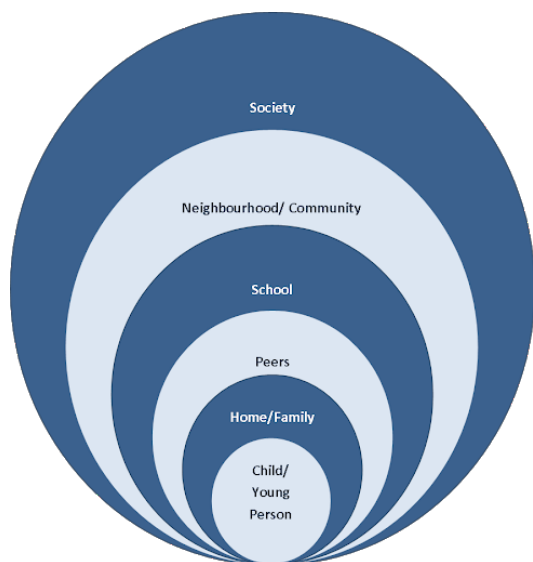 Society
Neighbourhood/ Community
School
Peers
Home/Family
Child/
Young
Person